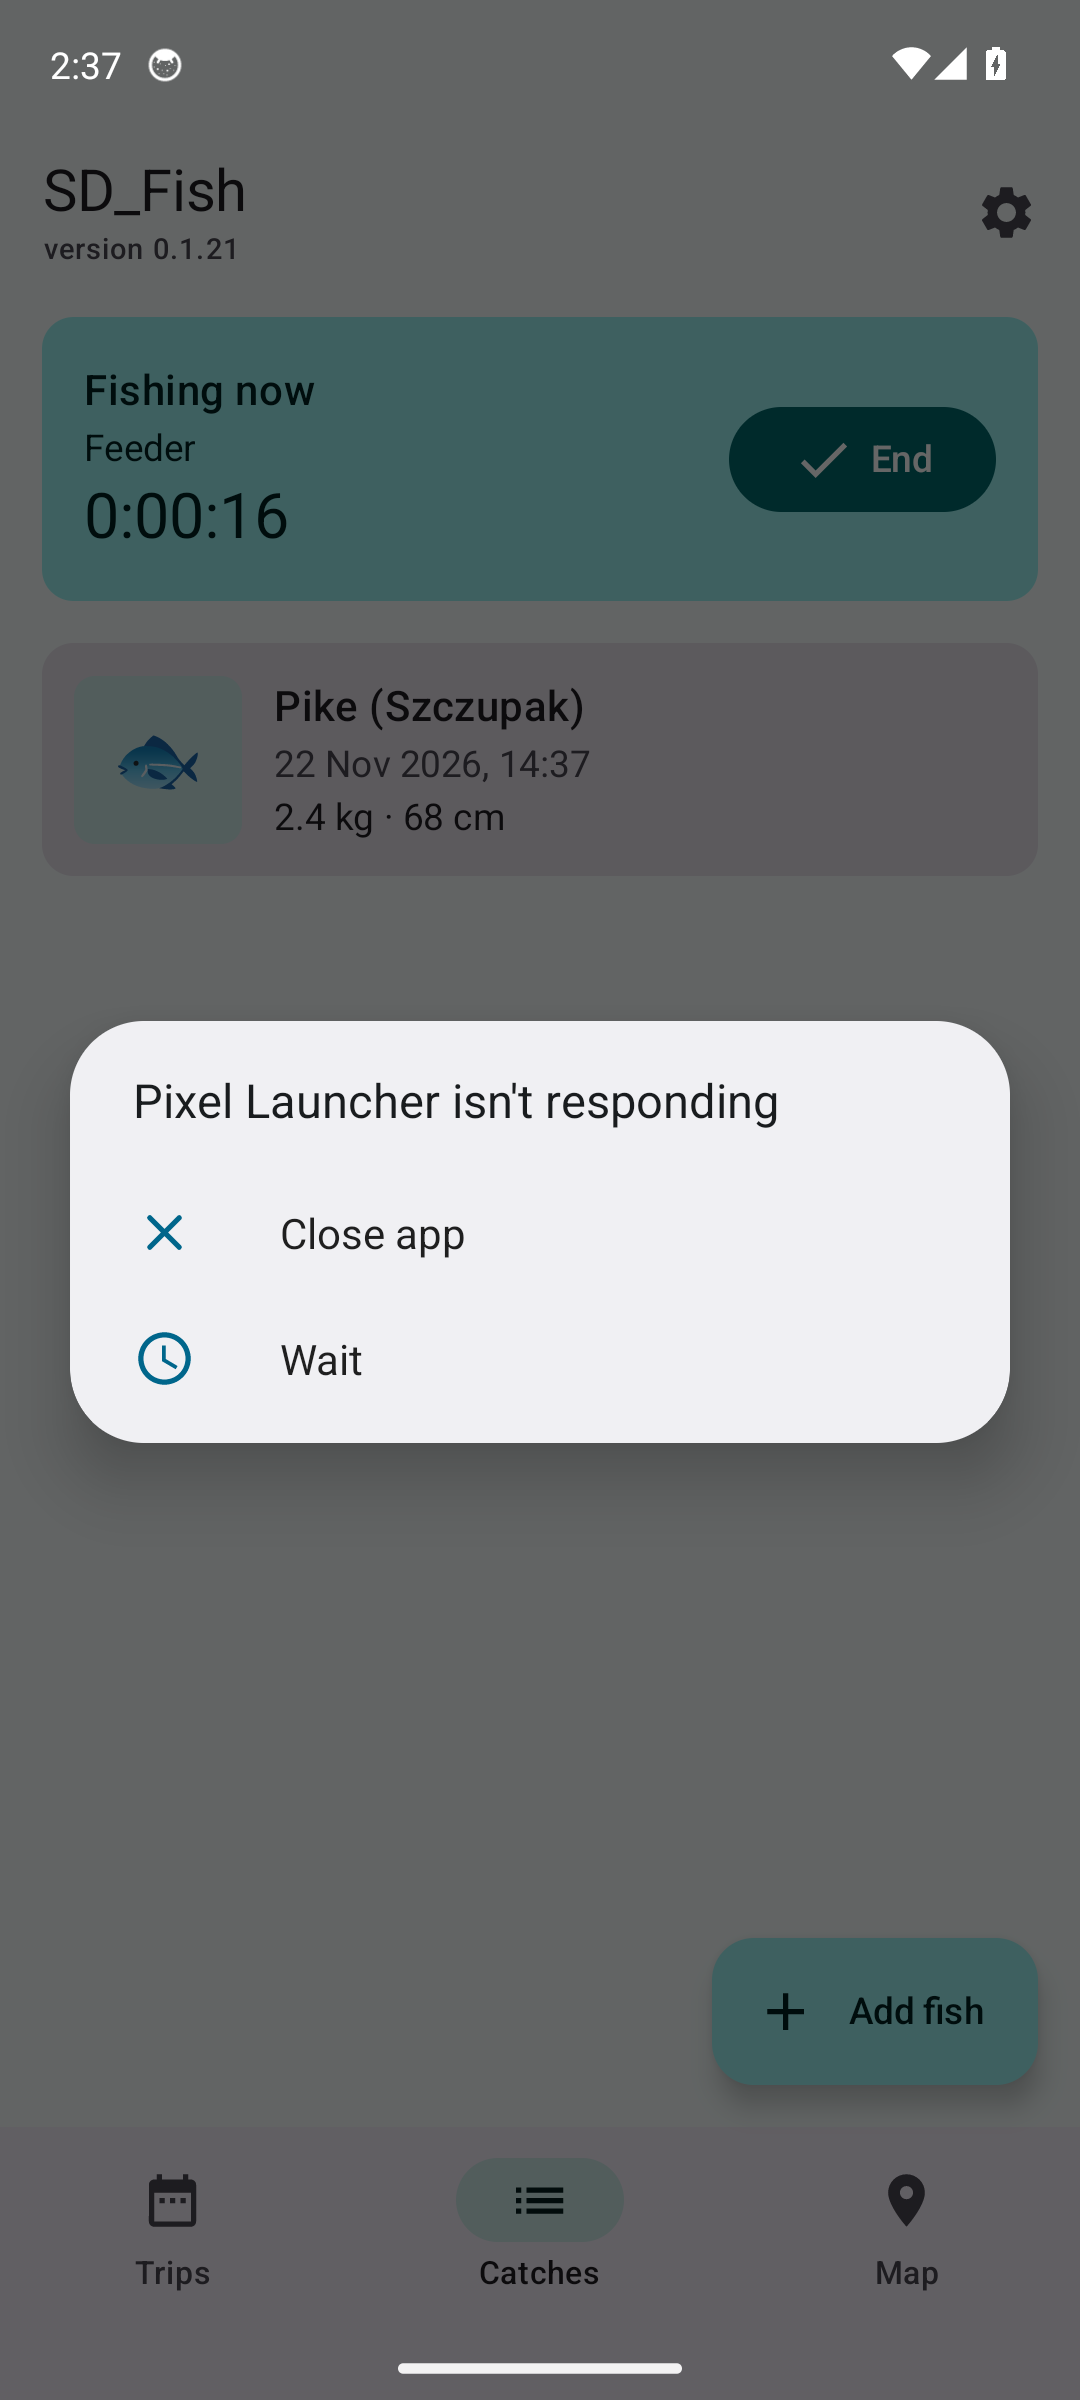 2:37
SD_Fish
version 0.1.21
Fishing now
Feeder
0:00:16
End
Pike (Szczupak)
22 Nov 2026, 14:37
2.4 kg · 68 cm
Pixel Launcher isn't responding
Close app
Wait
Add fish
Trips
Catches
Map